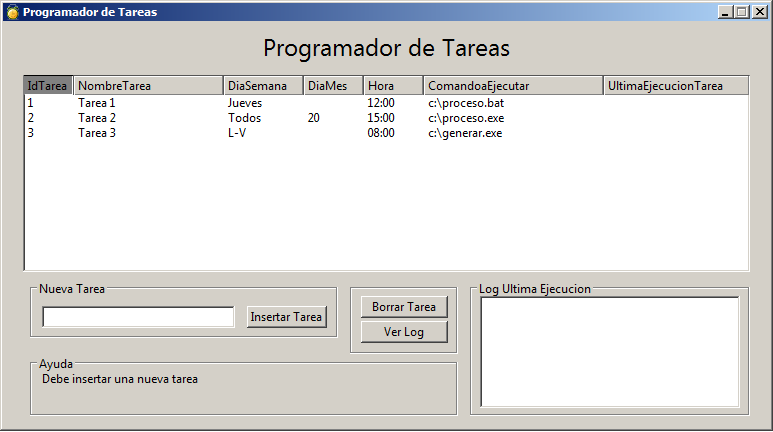 Programador de Tareas
Programador de Tareas
IdTarea NombreTarea DiaSemana DiaMes Hora ComandoaEjecutar UltimaEjecucionTarea
1 Tarea 1 Jueves 12:00 c:\proceso.bat
2 Tarea 2 Todos 20 15:00 c:\proceso.exe
3 Tarea 3 L-V 08:00 c:\generar.exe
Nueva Tarea
Insertar Tarea
Borrar Tarea
Ver Log
Log Ultima Ejecucion
Ayuda
Debe insertar una nueva tarea